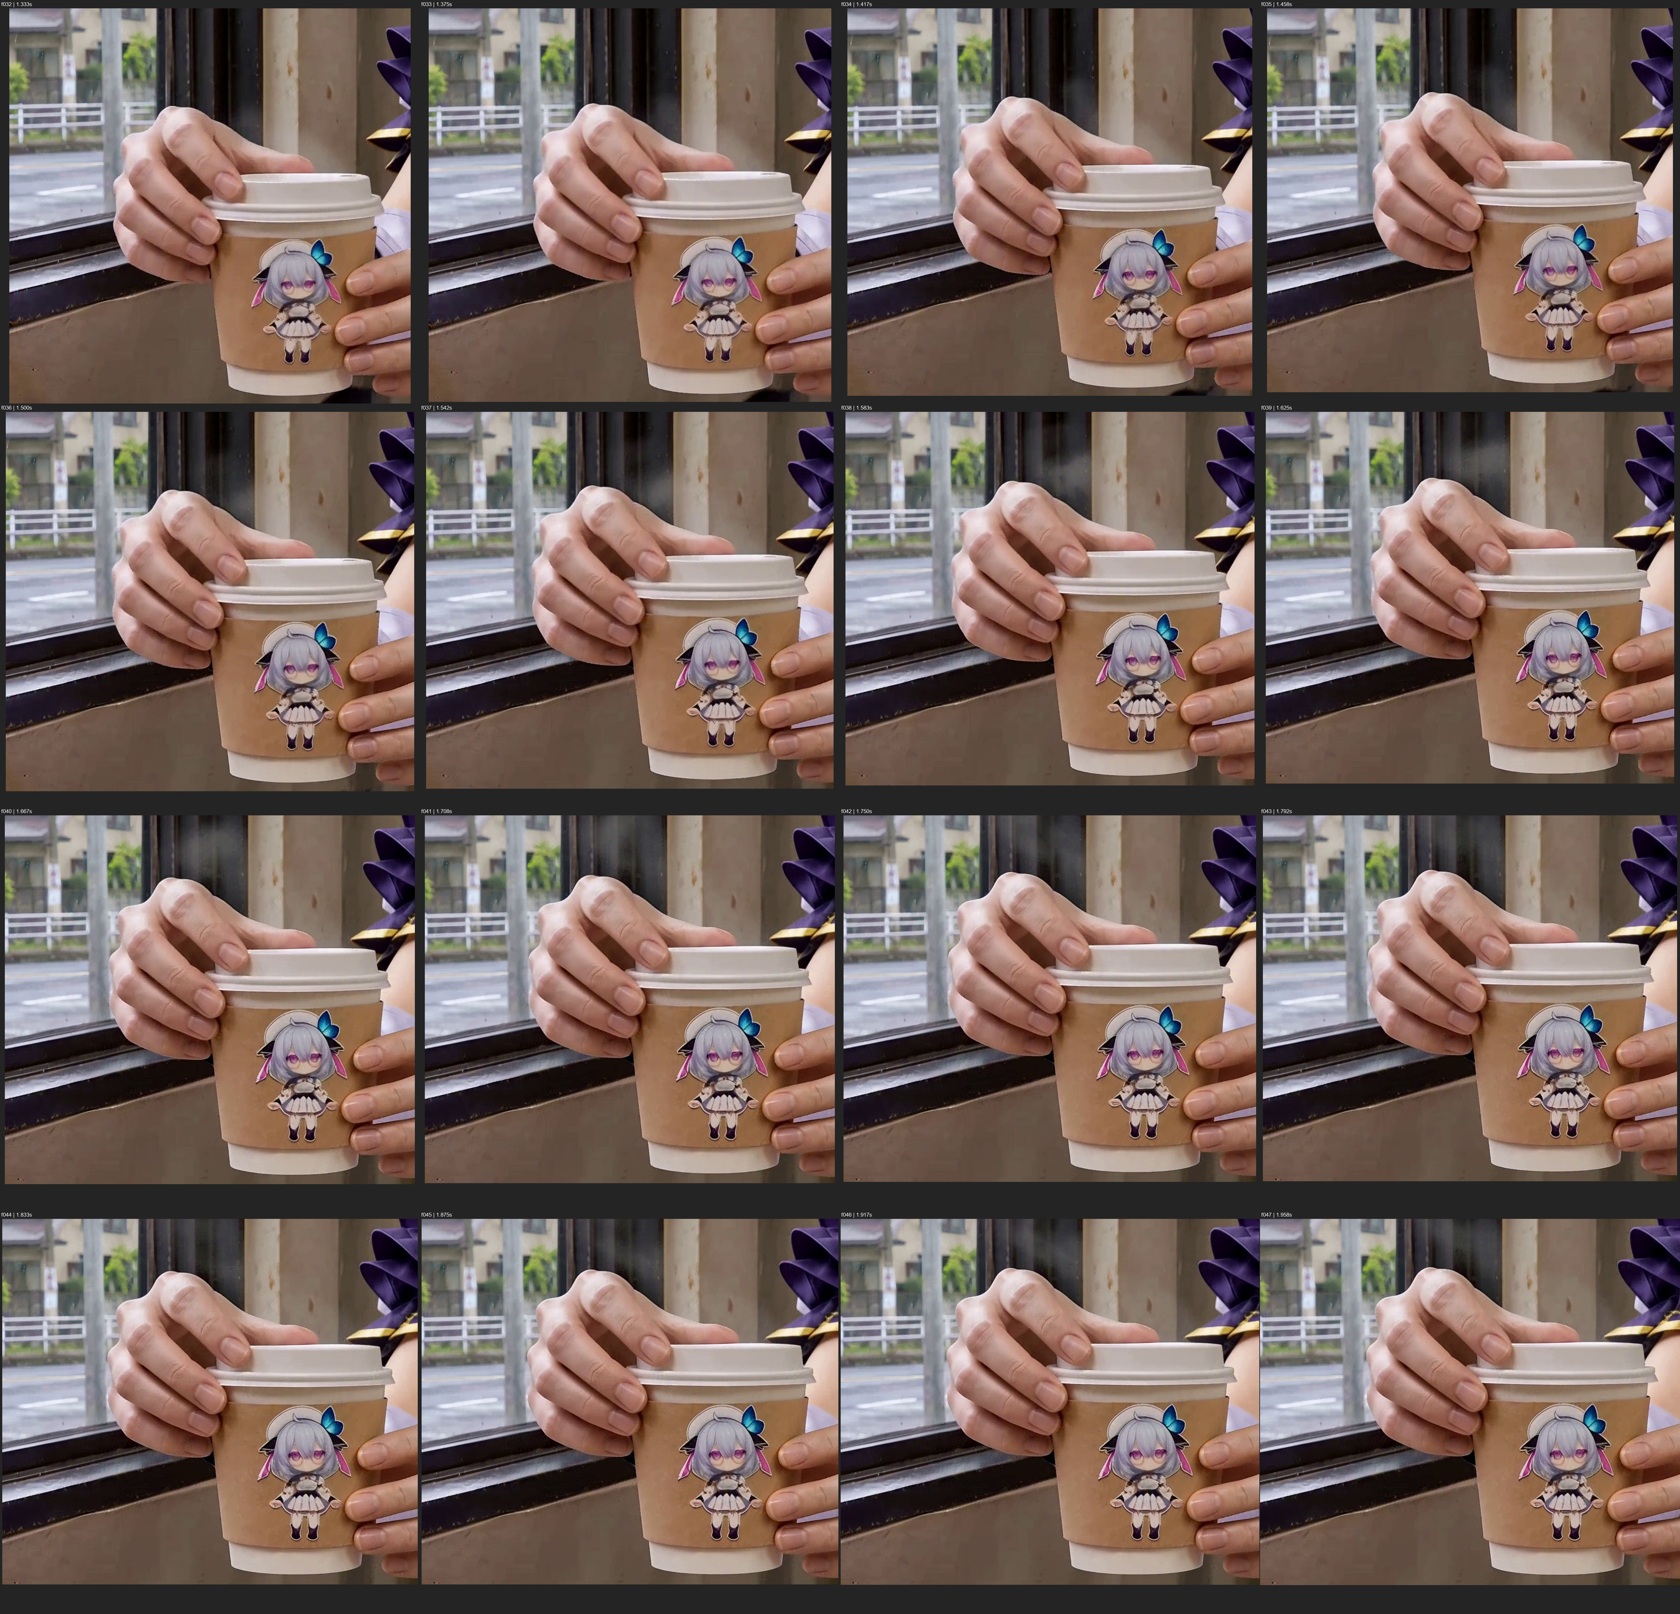 f032 | 1.333s
f033 | 1.375s
f034 | 1.417s
f035 | 1.458s
f036 | 1.500s
f037 | 1.542s
f038 | 1.583s
f039 | 1.625s
f040 | 1.667s
f041 | 1.708s
f042 | 1.750s
f043 | 1.792s
f044 | 1.833s
f045 | 1.875s
f046 | 1.917s
f047 | 1.958s